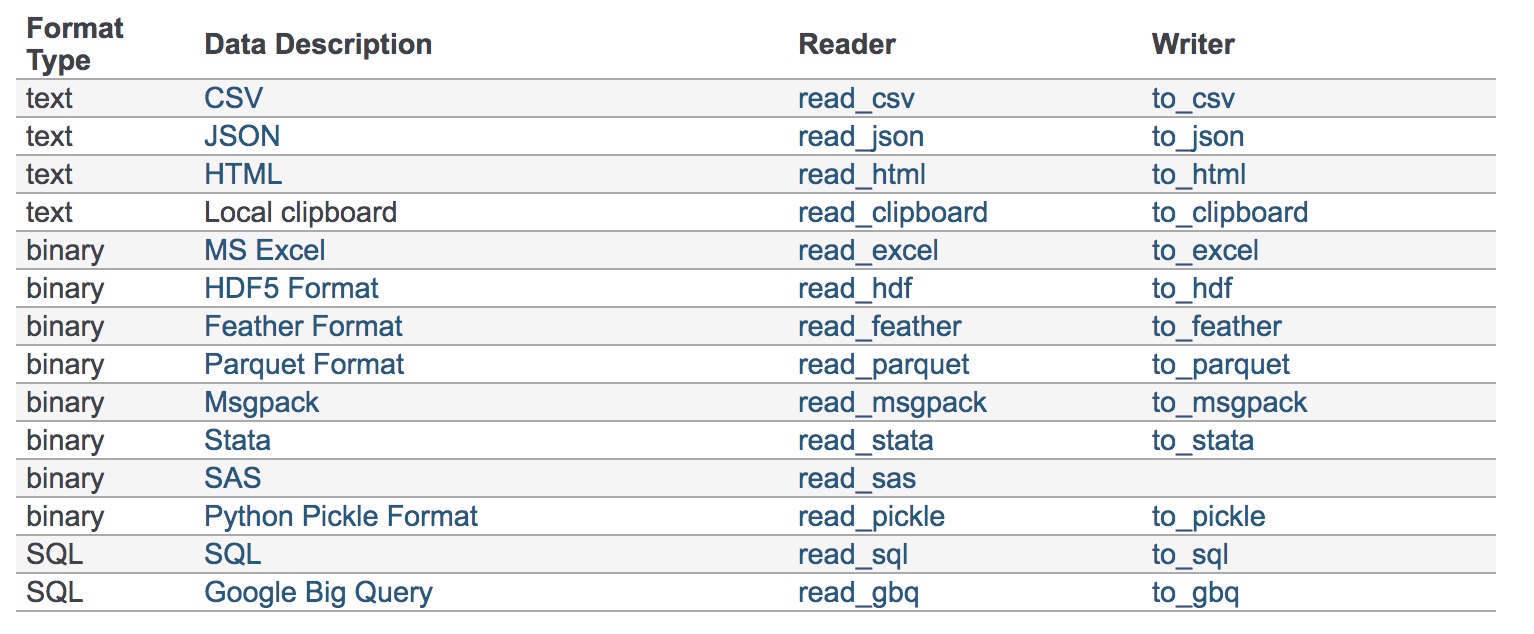 Format Type Data Description Reader Writer
text CSV read_csv to_csv
text JSON read_json to_json
text HTML read_html to_html
text Local clipboard read_clipboard to_clipboard
binary MS Excel read_excel to_excel
binary HDF5 Format read_hdf to_hdf
binary Feather Format read_feather to_feather
binary Parquet Format read_parquet to_parquet
binary Msgpack read_msgpack to_msgpack
binary Stata read_stata to_stata
binary SAS read_sas
binary Python Pickle Format read_pickle to_pickle
SQL SQL read_sql to_sql
SQL Google Big Query read_gbq to_gbq